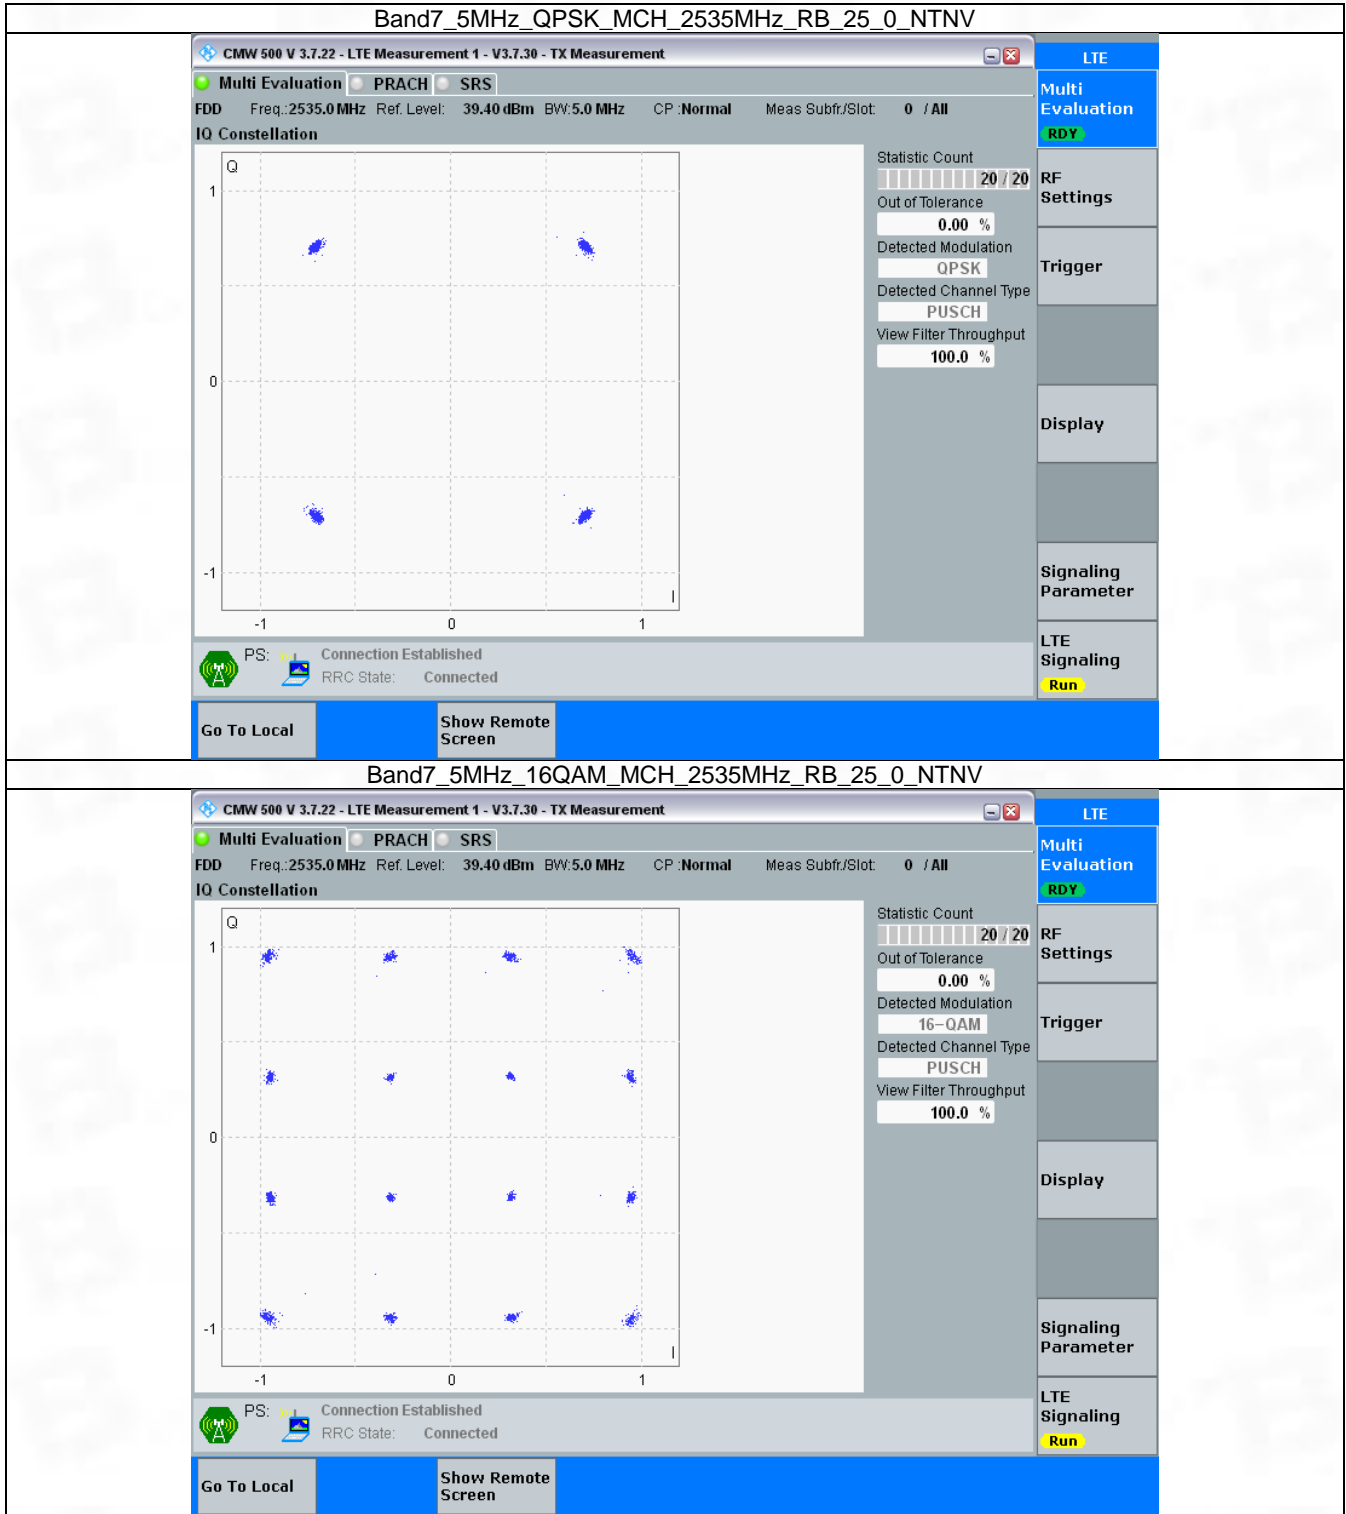 Band7_5MHz_QPSK_MCH_2535MHz_RB_25_0_NTNV
CMW 500 V 3.7.22 - LTE Measurement 1 - V3.7.30 - TX Measurement
LTE
Multi Evaluation PRACH SRS
Multi
Evaluation
RDY
FDD Freq.:2535.0 MHz Ref. Level: 39.40 dBm BW:5.0 MHz CP :Normal Meas Subfr./Slot: 0 / All
IQ Constellation
Q
1
0
-1
I
-1 0 1
Statistic Count
20 / 20
Out of Tolerance
0.00 %
Detected Modulation
QPSK
Detected Channel Type
PUSCH
View Filter Throughput
100.0 %
RF
Settings
Trigger
Display
Signaling
Parameter
LTE
Signaling
Run
PS: Connection Established
RRC State: Connected
Go To Local
Show Remote
Screen
Band7_5MHz_16QAM_MCH_2535MHz_RB_25_0_NTNV
CMW 500 V 3.7.22 - LTE Measurement 1 - V3.7.30 - TX Measurement
LTE
Multi Evaluation PRACH SRS
Multi
Evaluation
RDY
FDD Freq.:2535.0 MHz Ref. Level: 39.40 dBm BW:5.0 MHz CP :Normal Meas Subfr./Slot: 0 / All
IQ Constellation
Q
1
0
-1
I
-1 0 1
Statistic Count
20 / 20
Out of Tolerance
0.00 %
Detected Modulation
16-QAM
Detected Channel Type
PUSCH
View Filter Throughput
100.0 %
RF
Settings
Trigger
Display
Signaling
Parameter
LTE
Signaling
Run
PS: Connection Established
RRC State: Connected
Go To Local
Show Remote
Screen